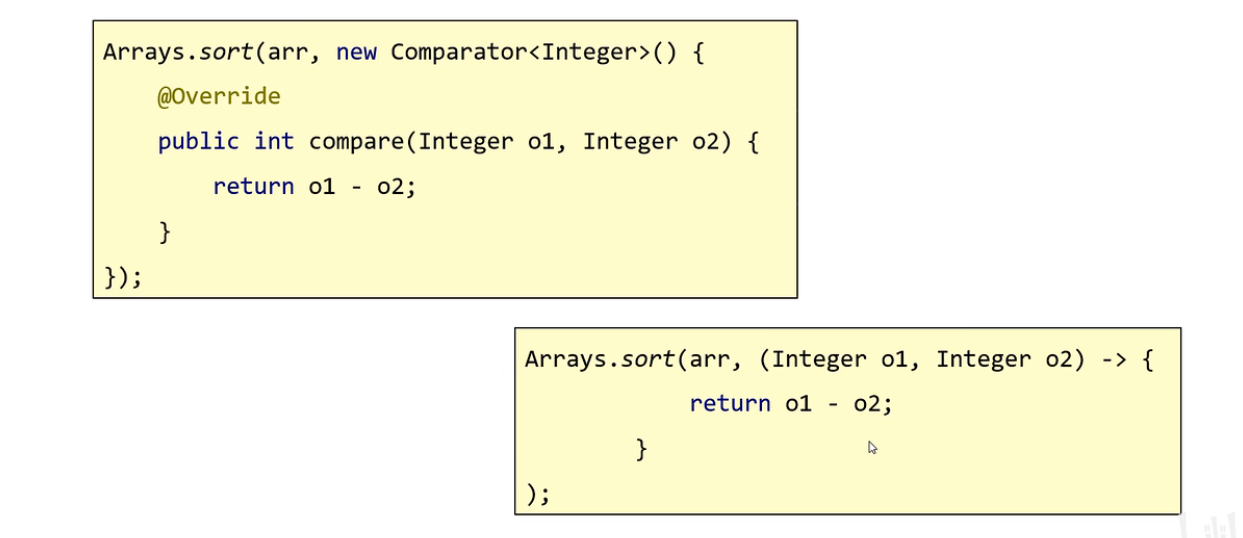 Arrays.sort(arr, new Comparator<Integer>() {
@Override
public int compare(Integer o1, Integer o2) {
return o1 - o2;
}
});
Arrays.sort(arr, (Integer o1, Integer o2) -> {
return o1 - o2;
}
);